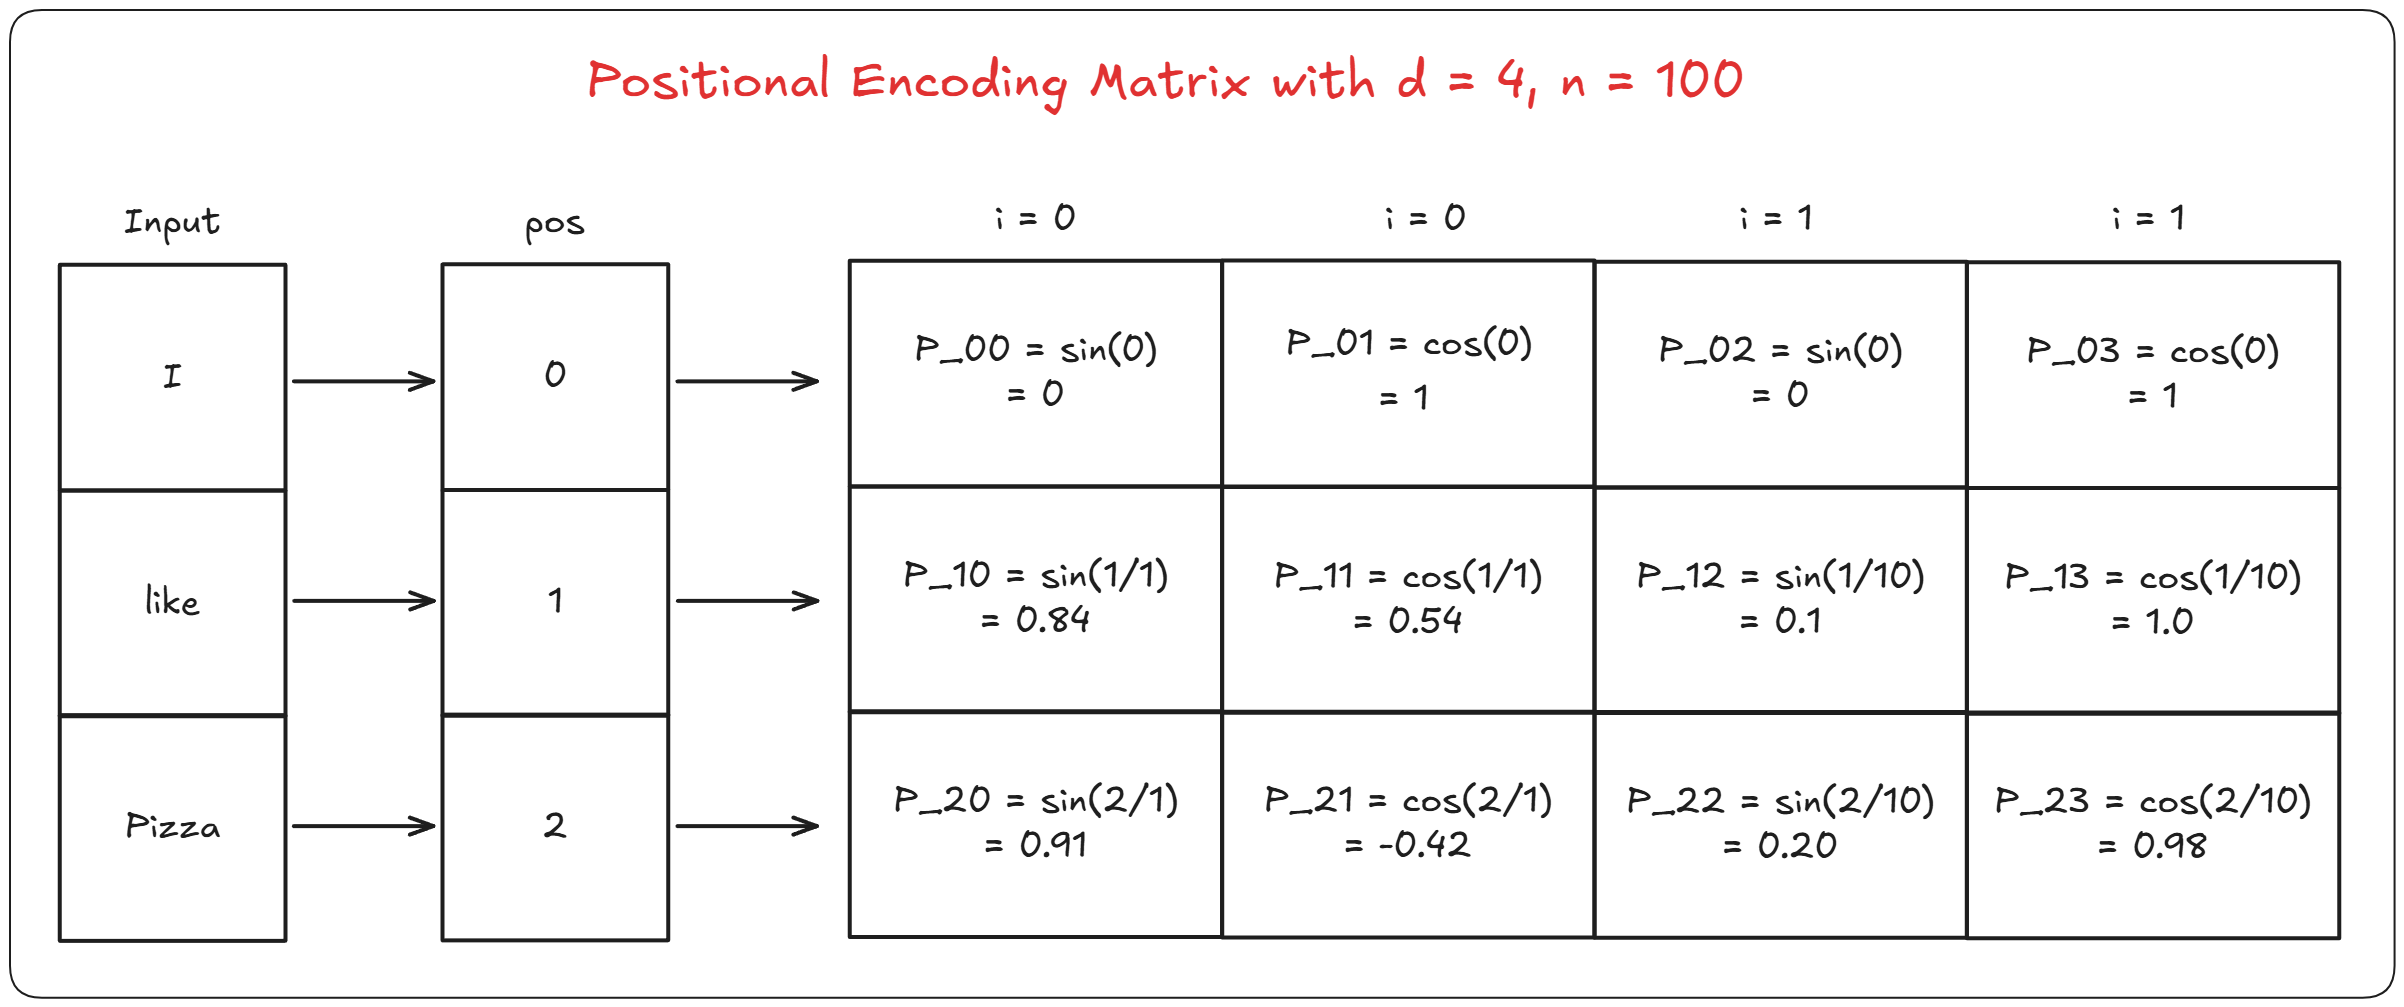 Positional Encoding Matrix with d = 4, n = 100
Input
pos
i = 0
i = 0
i = 1
i = 1
I
0
P_00 = sin(0)
= 0
P_01 = cos(0)
= 1
P_02 = sin(0)
= 0
P_03 = cos(0)
= 1
like
1
P_10 = sin(1/1)
= 0.84
P_11 = cos(1/1)
= 0.54
P_12 = sin(1/10)
= 0.1
P_13 = cos(1/10)
= 1.0
Pizza
2
P_20 = sin(2/1)
= 0.91
P_21 = cos(2/1)
= -0.42
P_22 = sin(2/10)
= 0.20
P_23 = cos(2/10)
= 0.98